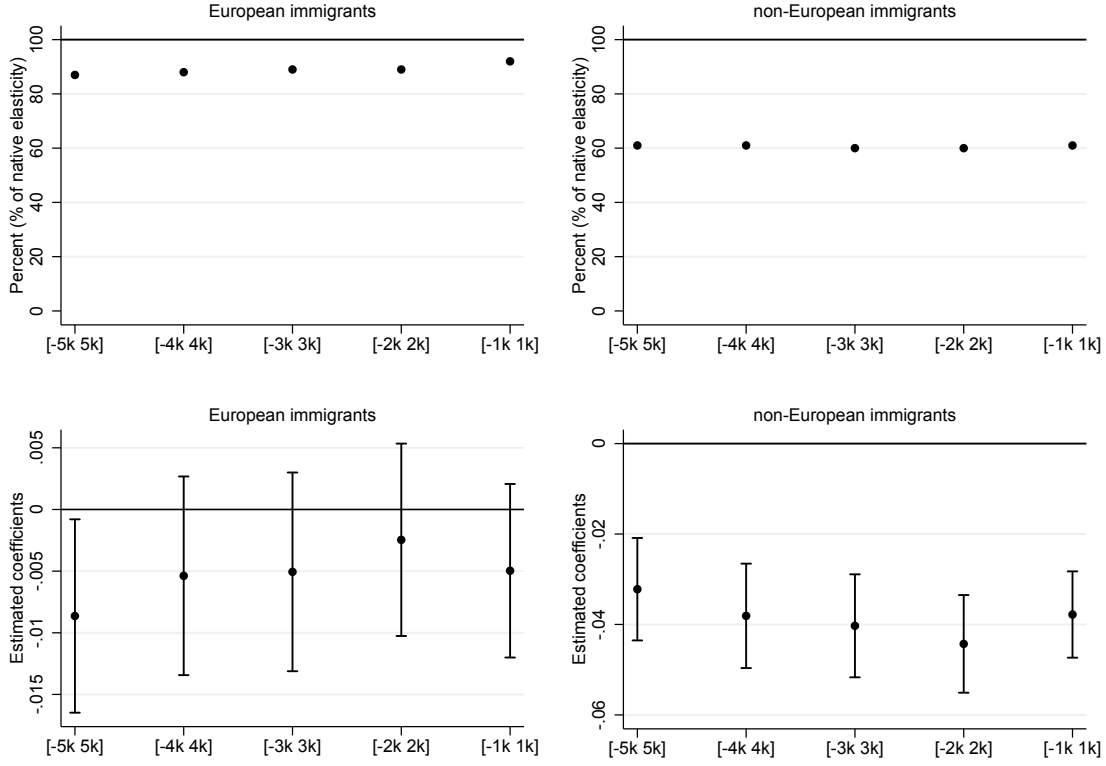 European immigrants
Percent (% of native elasticity)
100
80
60
40
20
0
[-5k 5k] [-4k 4k] [-3k 3k] [-2k 2k] [-1k 1k]
non-European immigrants
Percent (% of native elasticity)
100
80
60
40
20
0
[-5k 5k] [-4k 4k] [-3k 3k] [-2k 2k] [-1k 1k]
European immigrants
Estimated coefficients
.005
0
-.005
-.01
-.015
[-5k 5k] [-4k 4k] [-3k 3k] [-2k 2k] [-1k 1k]
non-European immigrants
Estimated coefficients
0
-.02
-.04
-.06
[-5k 5k] [-4k 4k] [-3k 3k] [-2k 2k] [-1k 1k]